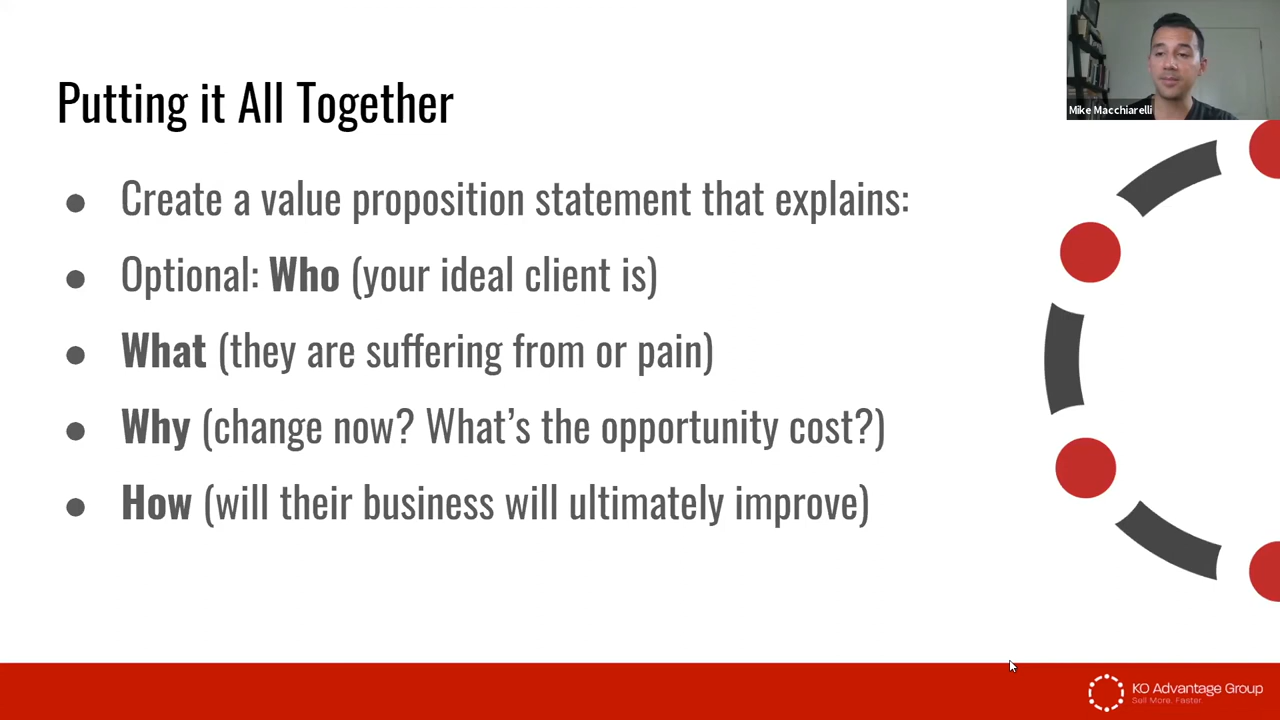 Mike Macchiarelli
Putting it All Together
● Create a value proposition statement that explains:
● Optional: Who (your ideal client is)
● What (they are suffering from or pain)
● Why (change now? What’s the opportunity cost?)
● How (will their business will ultimately improve)
KO Advantage Group
Sell More, Faster.